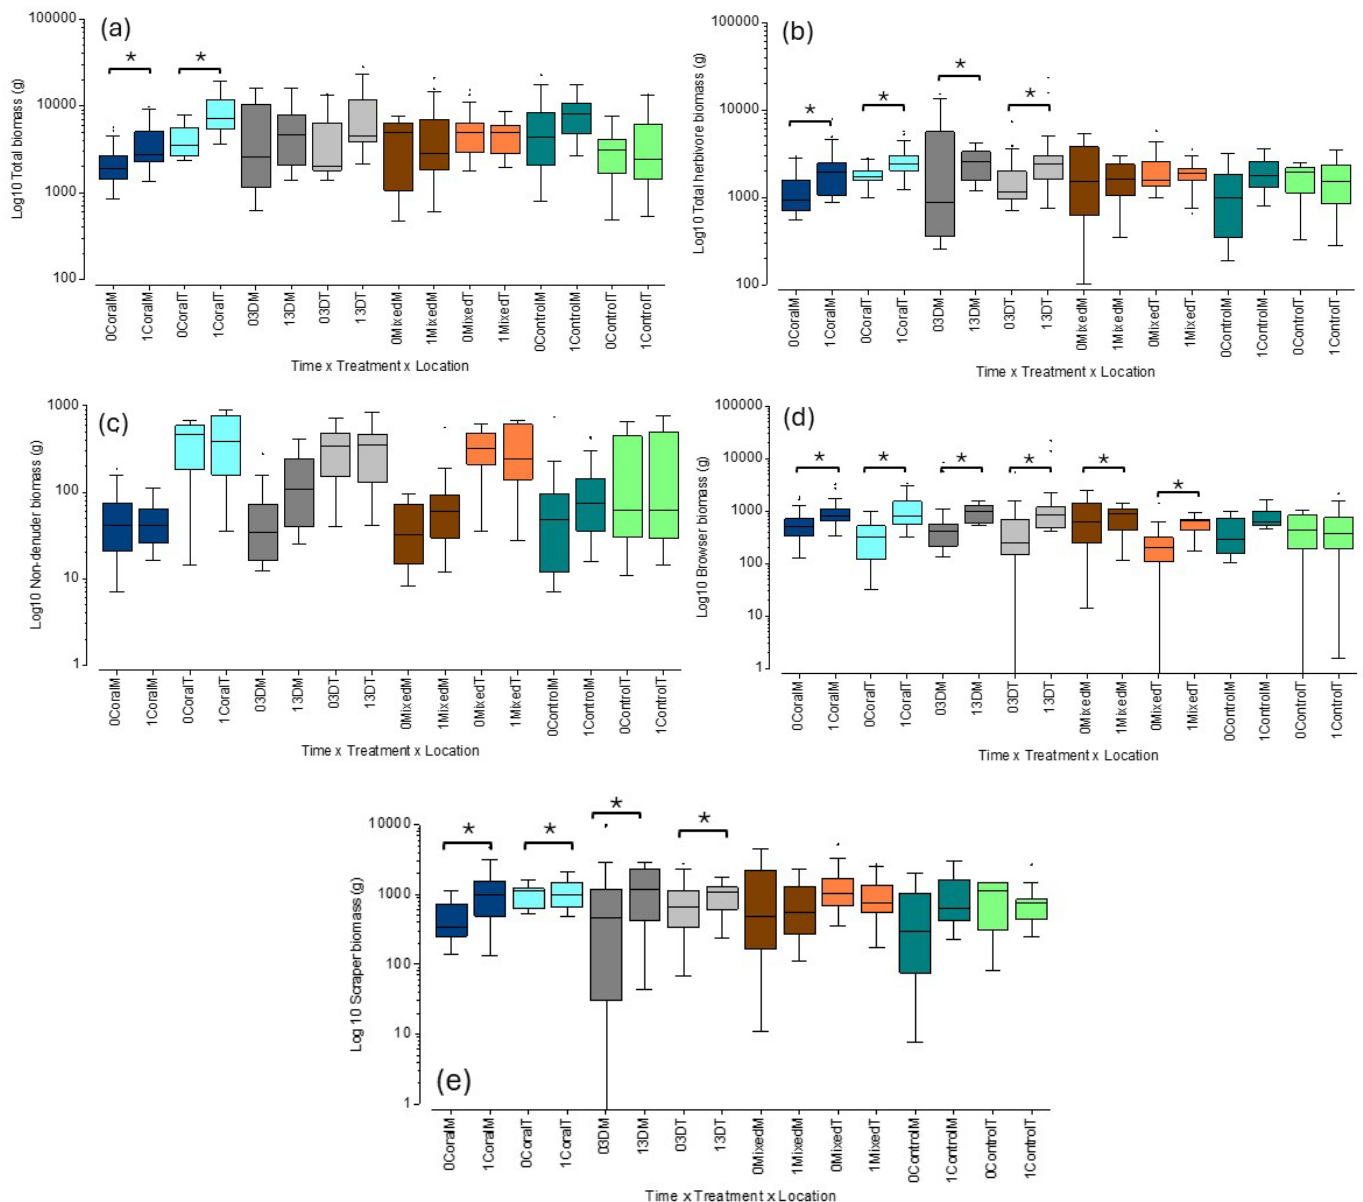 (a)
Log10 Total biomass (g)
100000
10000
1000
100
* *
0CoralM 1CoralM 0CoralT 1CoralT 03DM 13DM 03DT 13DT 0MixedM 1MixedM 0MixedT 1MixedT 0ControlM 1ControlM 0ControlT 1ControlT
Time x Treatment x Location
(b)
Log10 Total herbivore biomass (g)
100000
10000
1000
100
* * * *
0CoralM 1CoralM 0CoralT 1CoralT 03DM 13DM 03DT 13DT 0MixedM 1MixedM 0MixedT 1MixedT 0ControlM 1ControlM 0ControlT 1ControlT
Time x Treatment x Location
(c)
Log10 Non-denuder biomass (g)
1000
100
10
1
0CoralM 1CoralM 0CoralT 1CoralT 03DM 13DM 03DT 13DT 0MixedM 1MixedM 0MixedT 1MixedT 0ControlM 1ControlM 0ControlT 1ControlT
Time x Treatment x Location
(d)
Log10 Browser biomass (g)
100000
10000
1000
100
10
1
* * * * * *
0CoralM 1CoralM 0CoralT 1CoralT 03DM 13DM 03DT 13DT 0MixedM 1MixedM 0MixedT 1MixedT 0ControlM 1ControlM 0ControlT 1ControlT
Time x Treatment x Location
(e)
Log 10 Scraper biomass (g)
10000
1000
100
10
1
* * * *
0CoralM 1CoralM 0CoralT 1CoralT 03DM 13DM 03DT 13DT 0MixedM 1MixedM 0MixedT 1MixedT 0ControlM 1ControlM 0ControlT 1ControlT
Time x Treatment x Location